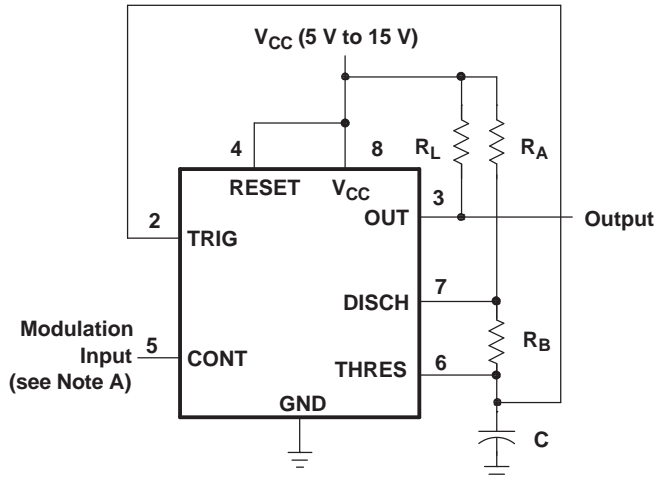 V_CC (5 V to 15 V)
4
8
R_L
R_A
RESET
V_CC
3
2
OUT
Output
TRIG
7
DISCH
Modulation
Input
(see Note A)
5
CONT
R_B
6
THRES
GND
C